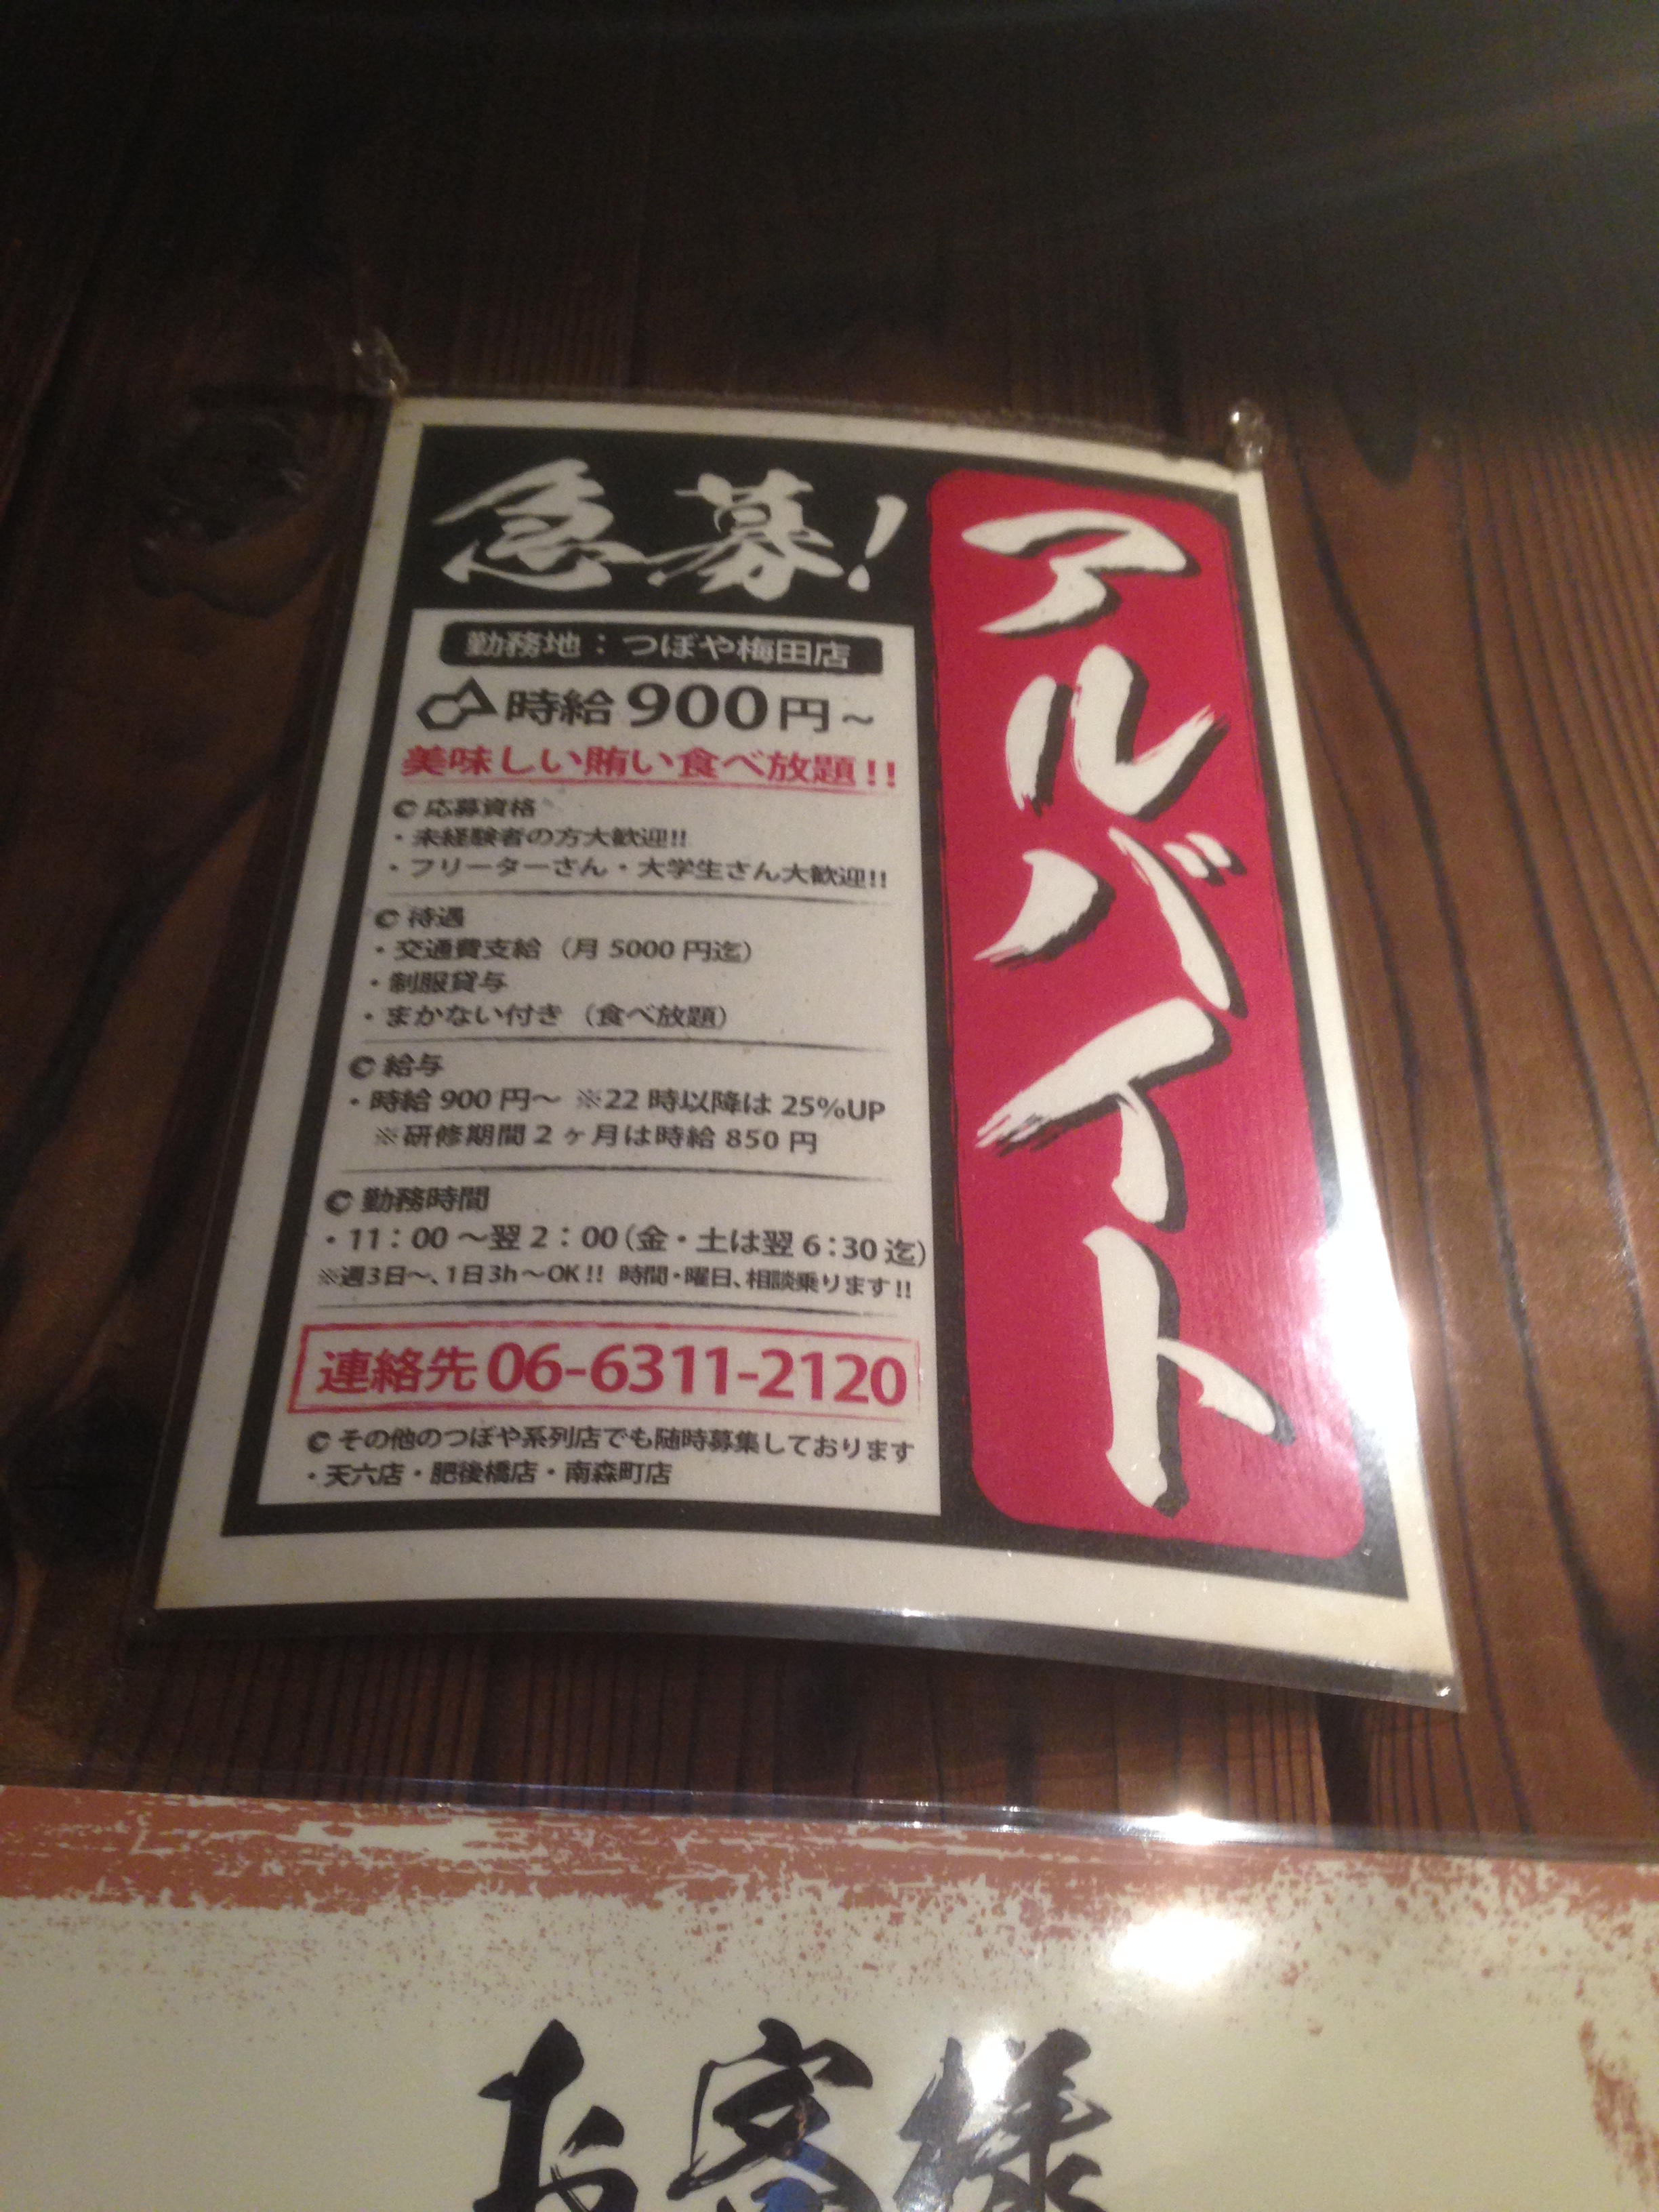 アルバイト
急募!
勤務地：つぼや梅田店
時給900円～
美味しい賄い食べ放題!!
◎ 応募資格
・未経験者の方大歓迎!!
・フリーターさん・大学生さん大歓迎!!
◎ 待遇
・交通費支給（月5000円迄）
・制服貸与
・まかない付き（食べ放題）
◎ 給与
・時給900円～ ※22時以降は25%UP
※研修期間2ヶ月は時給850円
◎ 勤務時間
・11：00～翌2：00（金・土は翌6：30迄）
※週3日～、1日3h～OK!! 時間・曜日、相談乗ります!!
連絡先06-6311-2120
◎ その他のつぼや系列店でも随時募集しております
・天六店・肥後橋店・南森町店
お客様